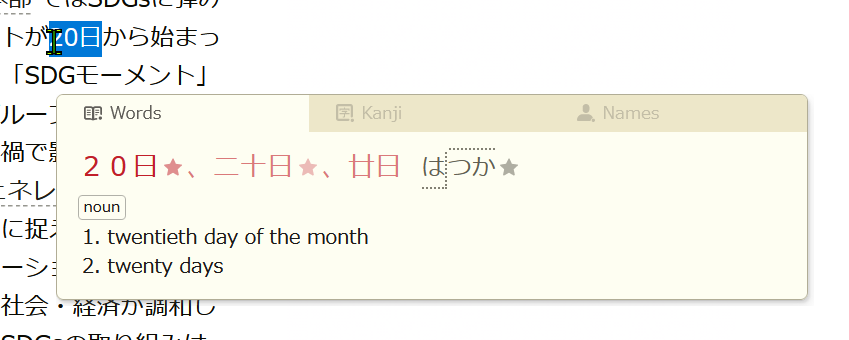 本部 ではSDGsに弾み
トが20日から始まっ
「SDGモーメント」
ループ
Words Kanji Names
禍で
20日★、二十日★、廿日 はつか★
ェネレ
noun
に捉え
1. twentieth day of the month
ーショ
2. twenty days
社会・経済が調和し
SDGsの取り組みは